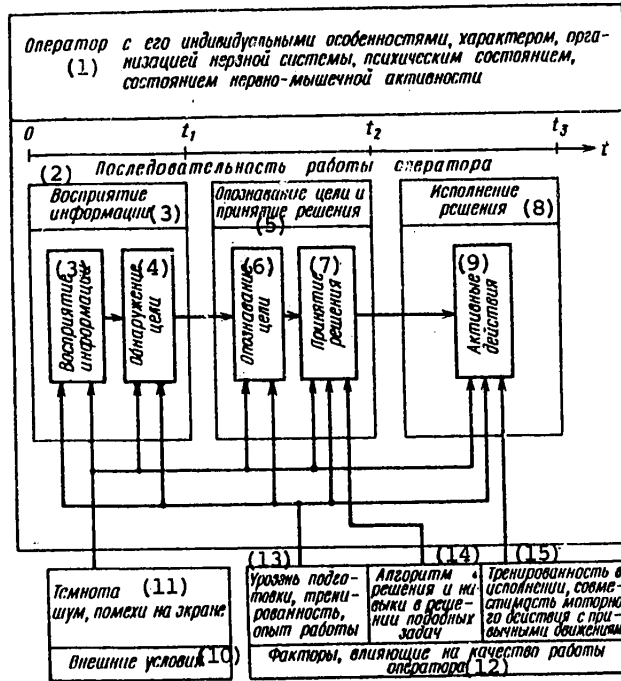 Оператор с его индивидуальными особенностями, характером, орга-
(1) низацией нервной системы, психическим состоянием,
состоянием нервно-мышечной активности
0 t1 t2 t3
t
(2) Последовательность работы оператора
Восприятие
информации (3)
Опознавание цели и
принятие решения
(5)
Исполнение
решения (8)
(3) Восприятие
информации
(4) Обнаружение
цели
(6) Опознавание
цели
(7) Принятие
решения
(9) Активные
действия
Темнота (11)
шум, помехи на экране
Внешние условия (10)
(13)
Уровень подго-
товки, трени-
рованность,
опыт работы
(14)
Алгоритм
решения и на-
выки в реше-
нии подобных
задач
(15)
Тренированность в
исполнении, совме-
стимость моторно-
го действия с при-
вычными движениям
Факторы, влияющие на качество работы
оператора (12)